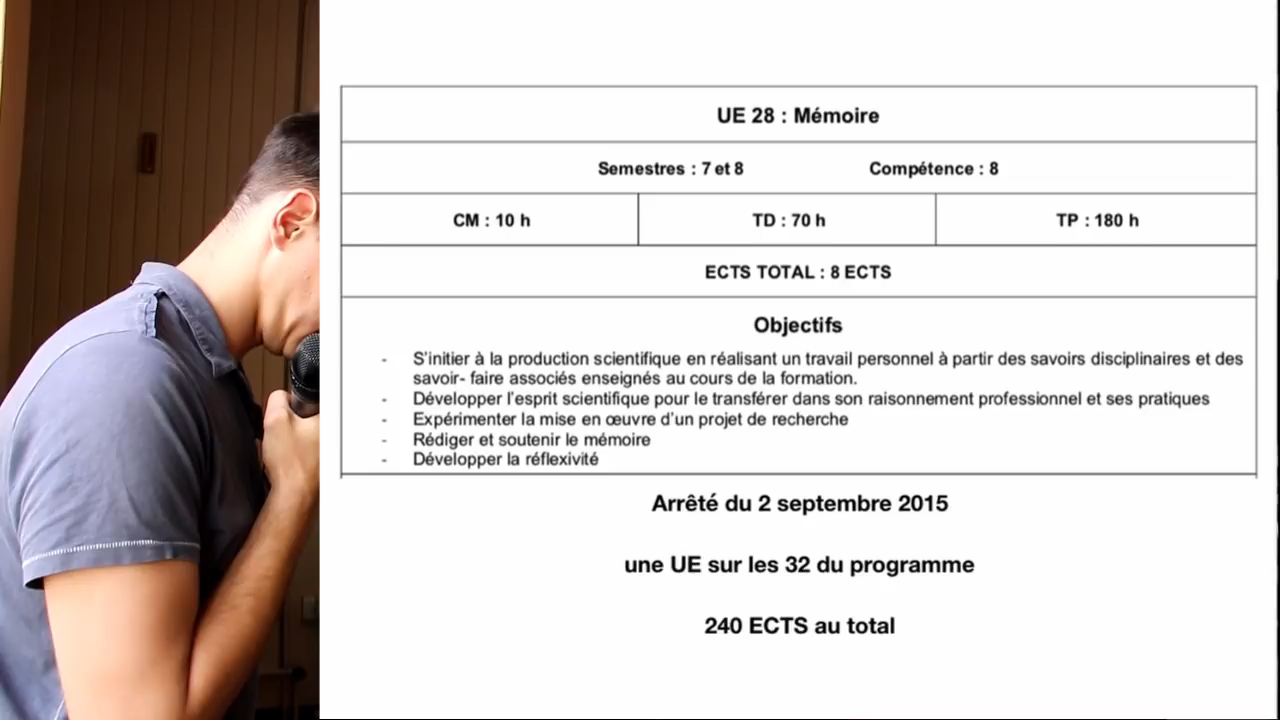 UE 28 : Mémoire
Semestres : 7 et 8 Compétence : 8
CM : 10 h TD : 70 h TP : 180 h
ECTS TOTAL : 8 ECTS
Objectifs
- S'initier à la production scientifique en réalisant un travail personnel à partir des savoirs disciplinaires et des
savoir- faire associés enseignés au cours de la formation.
- Développer l'esprit scientifique pour le transférer dans son raisonnement professionnel et ses pratiques
- Expérimenter la mise en œuvre d'un projet de recherche
- Rédiger et soutenir le mémoire
- Développer la réflexivité
Arrêté du 2 septembre 2015
une UE sur les 32 du programme
240 ECTS au total